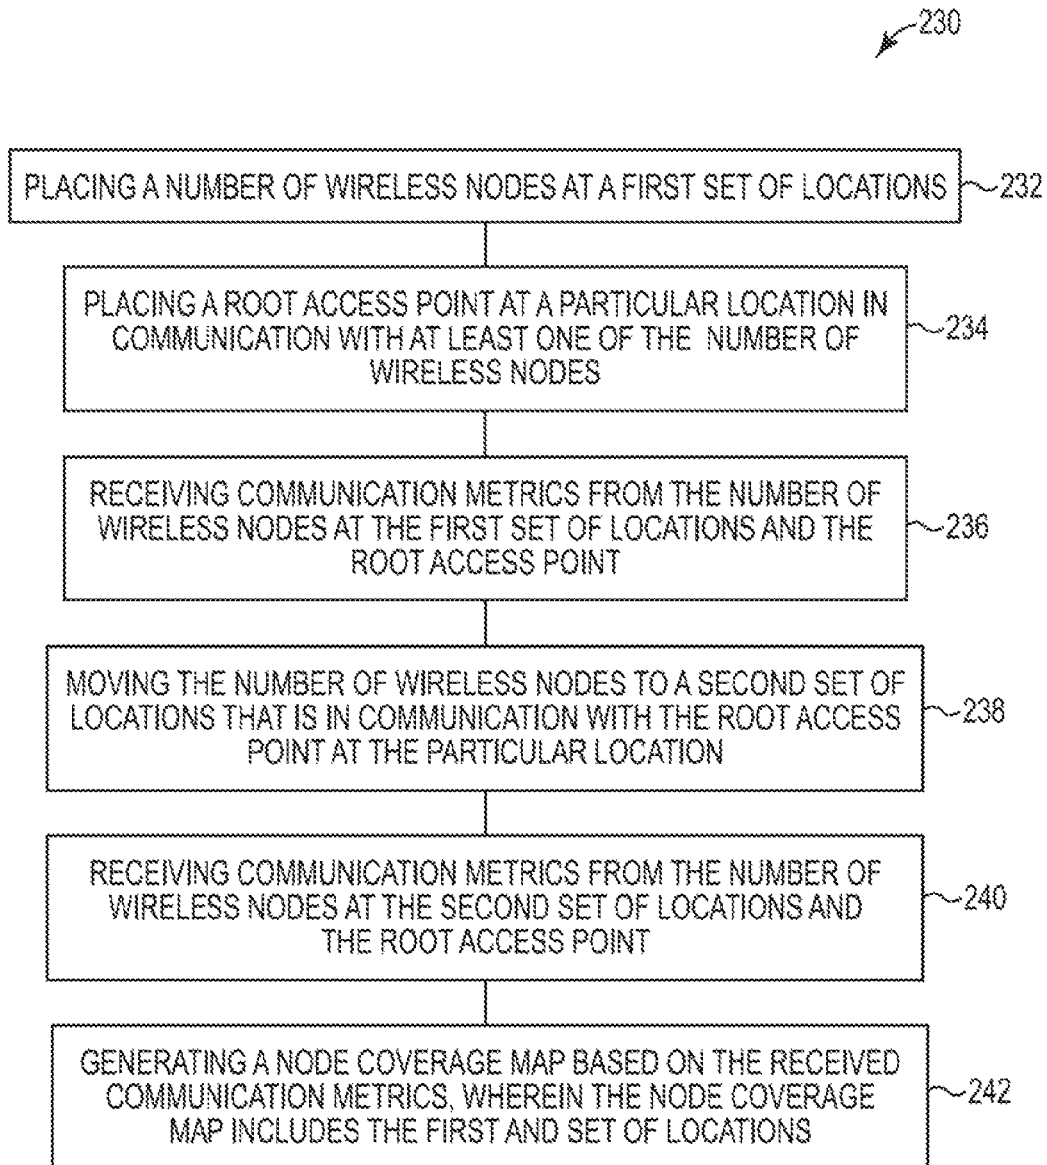 230
PLACING A NUMBER OF WIRELESS NODES AT A FIRST SET OF LOCATIONS
232
PLACING A ROOT ACCESS POINT AT A PARTICULAR LOCATION IN
COMMUNICATION WITH AT LEAST ONE OF THE NUMBER OF
WIRELESS NODES
234
RECEIVING COMMUNICATION METRICS FROM THE NUMBER OF
WIRELESS NODES AT THE FIRST SET OF LOCATIONS AND THE
ROOT ACCESS POINT
236
MOVING THE NUMBER OF WIRELESS NODES TO A SECOND SET OF
LOCATIONS THAT IS IN COMMUNICATION WITH THE ROOT ACCESS
POINT AT THE PARTICULAR LOCATION
238
RECEIVING COMMUNICATION METRICS FROM THE NUMBER OF
WIRELESS NODES AT THE SECOND SET OF LOCATIONS AND
THE ROOT ACCESS POINT
240
GENERATING A NODE COVERAGE MAP BASED ON THE RECEIVED
COMMUNICATION METRICS, WHEREIN THE NODE COVERAGE
MAP INCLUDES THE FIRST AND SET OF LOCATIONS
242